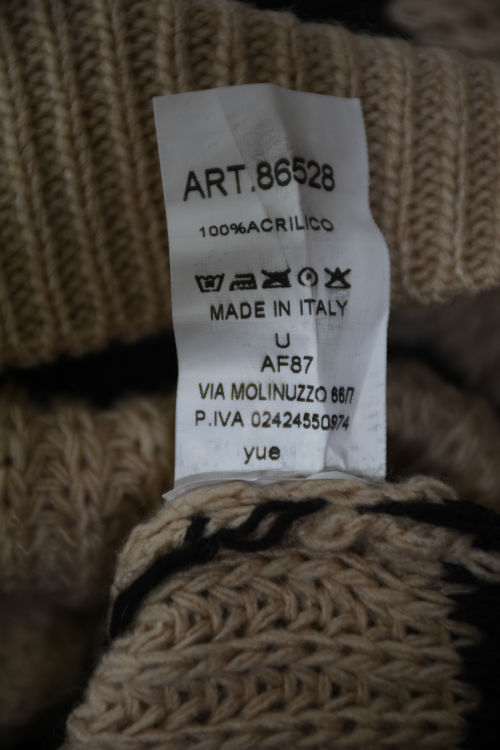 ART.86528
100%ACRILICO
MADE IN ITALY
U
AF87
VIA MOLINUZZO 66/7
P.IVA 02424550974
yue